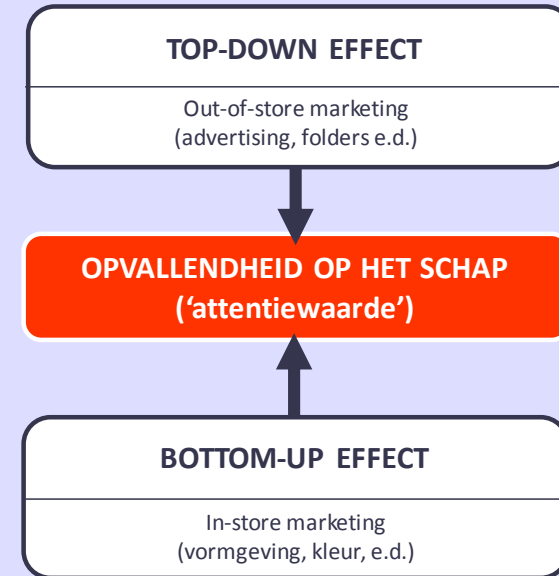 TOP-DOWN EFFECT
Out-of-store marketing
(advertising, folders e.d.)
OPVALLENDHEID OP HET SCHAP
(‘attentiewaarde’)
BOTTOM-UP EFFECT
In-store marketing
(vormgeving, kleur, e.d.)